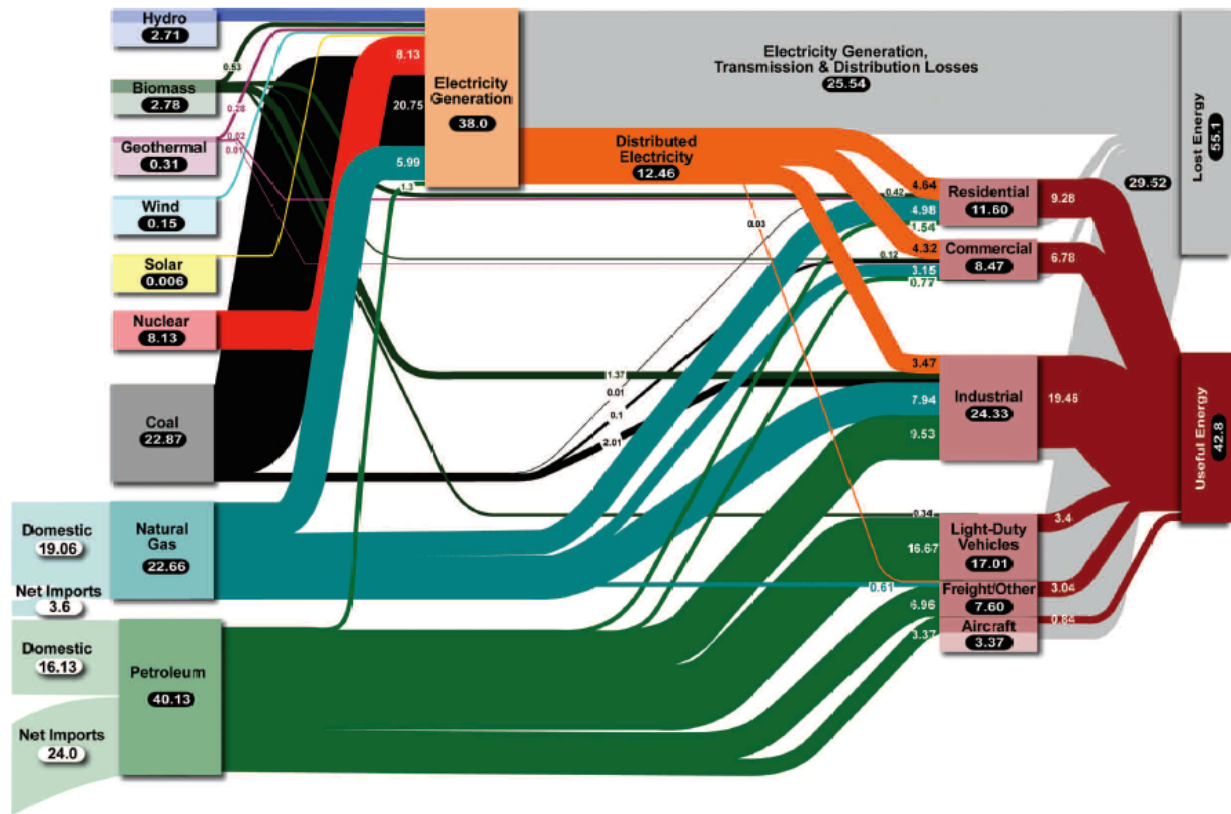 Hydro
2.71
Biomass
2.78
0.53
Geothermal
0.31
0.28
0.02
0.01
Wind
0.15
Solar
0.006
Nuclear
8.13
Coal
22.87
Domestic
19.06
Net Imports
3.6
Natural
Gas
22.66
Domestic
16.13
Net Imports
24.0
Petroleum
40.13
8.13
20.75
5.99
1.3
Electricity
Generation
38.0
Electricity Generation,
Transmission & Distribution Losses
25.54
Distributed
Electricity
12.46
0.03
1.37
0.01
0.1
2.01
4.64
0.42
4.98
1.54
Residential
11.60
9.28
4.32
0.12
3.15
0.77
Commercial
8.47
6.78
3.47
7.94
9.53
Industrial
24.33
19.46
0.34
16.67
Light-Duty
Vehicles
17.01
3.4
0.61
6.96
Freight/Other
7.60
3.04
3.37
Aircraft
3.37
0.84
29.52
Lost Energy
55.1
Useful Energy
42.8